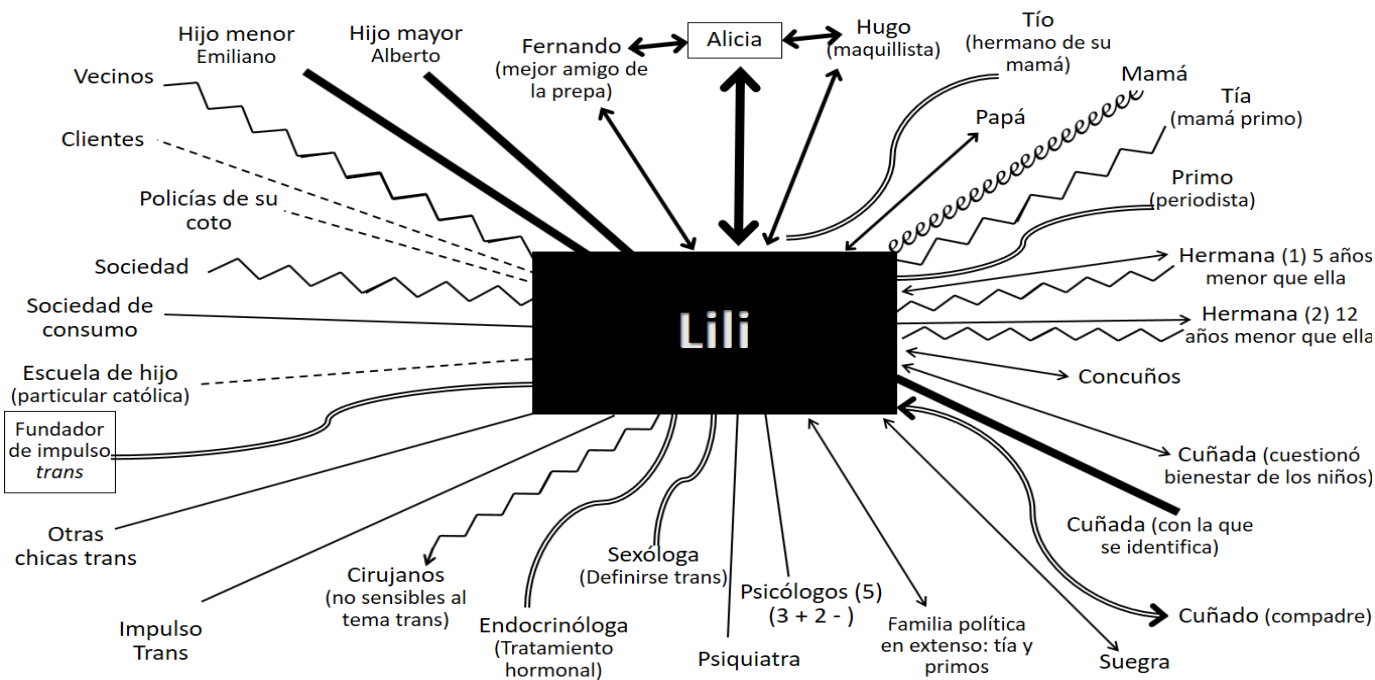 Hijo menor
Emiliano
Hijo mayor
Alberto
Fernando
(mejor amigo de
la prepa)
Alicia
Hugo
(maquillista)
Tío
(hermano de su
mamá)
Mamá
Tía
(mamá primo)
Papá
Primo
(periodista)
Vecinos
Clientes
Policías de su
coto
Sociedad
Sociedad de
consumo
Escuela de hijo
(particular católica)
Fundador
de impulso
trans
Lili
Hermana (1) 5 años
menor que ella
Hermana (2) 12
años menor que ella
Concuños
Cuñada (cuestionó
bienestar de los niños)
Cuñada (con la que
se identifica)
Cuñado (compadre)
Otras
chicas trans
Impulso
Trans
Cirujanos
(no sensibles al
tema trans)
Endocrinóloga
(Tratamiento
hormonal)
Sexóloga
(Definirse trans)
Psiquiatra
Psicólogos (5)
(3 + 2 - )
Familia política
en extenso: tía y
primos
Suegra